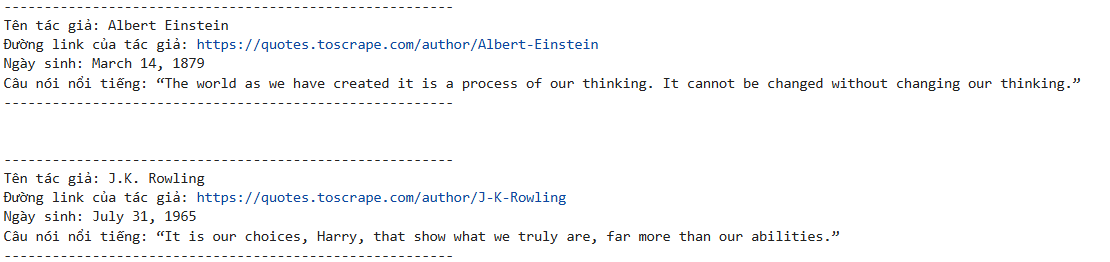 --------------------------------------------------------
Tên tác giả: Albert Einstein
Đường link của tác giả: https://quotes.toscrape.com/author/Albert-Einstein
Ngày sinh: March 14, 1879
Câu nói nổi tiếng: “The world as we have created it is a process of our thinking. It cannot be changed without changing our thinking.”
--------------------------------------------------------
--------------------------------------------------------
Tên tác giả: J.K. Rowling
Đường link của tác giả: https://quotes.toscrape.com/author/J-K-Rowling
Ngày sinh: July 31, 1965
Câu nói nổi tiếng: “It is our choices, Harry, that show what we truly are, far more than our abilities.”
--------------------------------------------------------